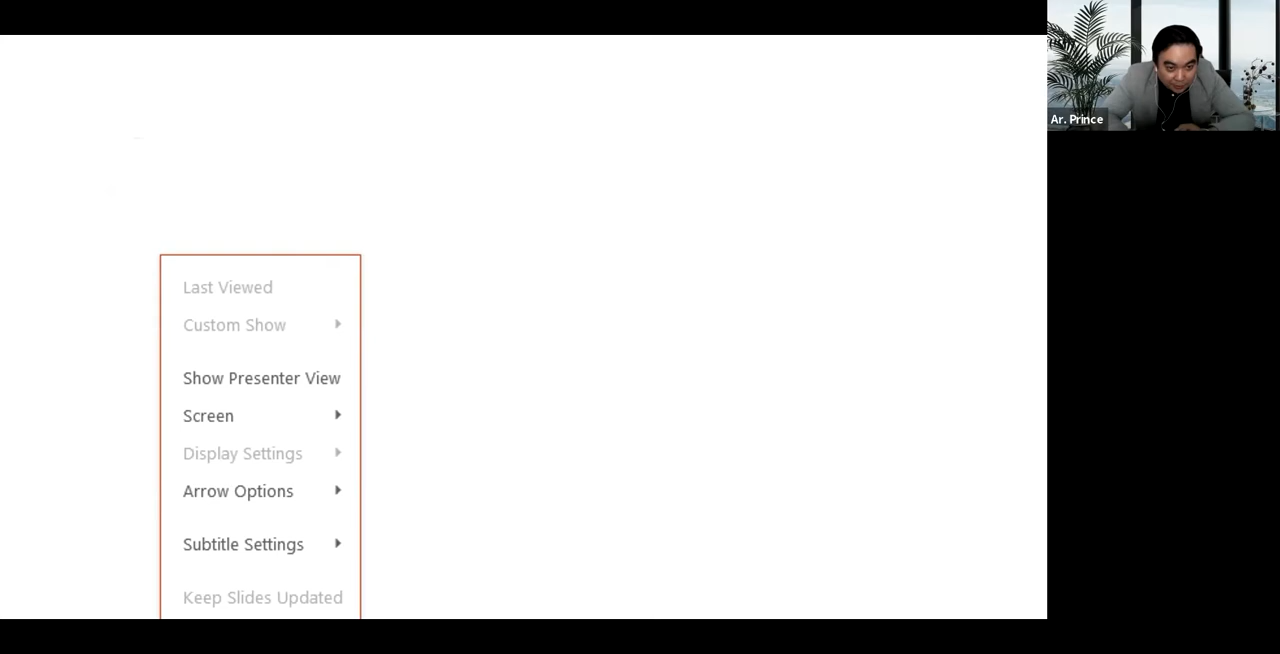 Ar. Prince
Last Viewed
Custom Show
Show Presenter View
Screen
Display Settings
Arrow Options
Subtitle Settings
Keep Slides Updated